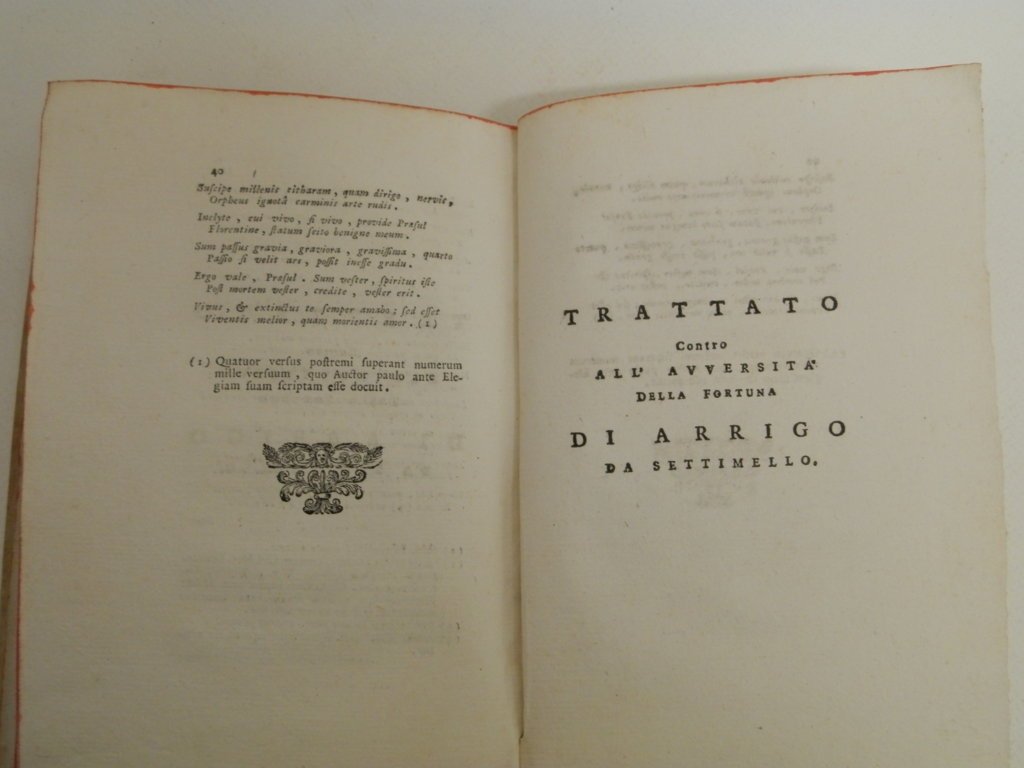 40
Suſcipe millenis citharam, quam dirigo, nervis,
Orpheus ignotâ carminis arte rudis.
Inclyte, cui vivo, ſi vivo, provide Præſul
Florentine, ſtatum ſcito benigne meum.
Sum paſſus gravia, graviora, graviſſima, quarto
Paſſio ſi velit ars, poſſit ineſſe gradu.
Ergo vale, Præſul. Sum veſter, ſpiritus iſte
Poſt mortem veſter, credite, veſter erit.
Vivus, & extinctus te ſemper amabo; ſed eſſet
Viventis melior, quam morientis amor. (1)
(1) Quatuor verſus poſtremi ſuperant numerum
mille verſuum, quo Auctor paulo ante Ele-
giam ſuam ſcriptam eſſe docuit.
TRATTATO
Contro
ALL' AVVERSITA'
DELLA FORTUNA
DI ARRIGO
DA SETTIMELLO.